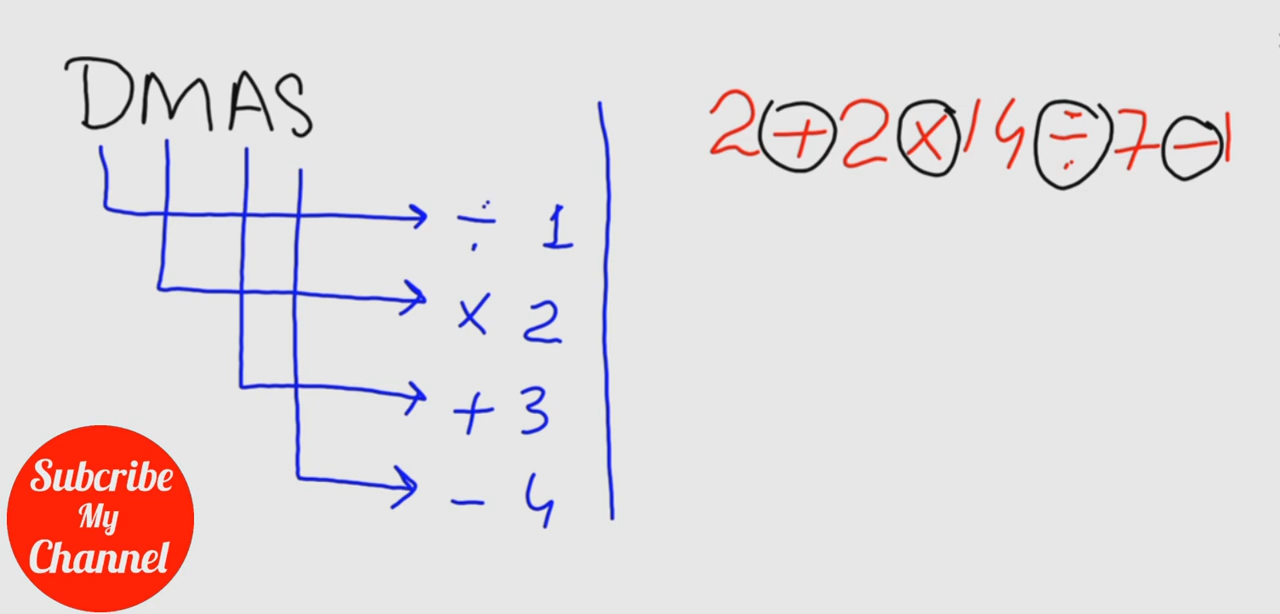 DMAS
÷ 1
× 2
+ 3
- 4
2+2×14÷7-1
Subcribe
My
Channel